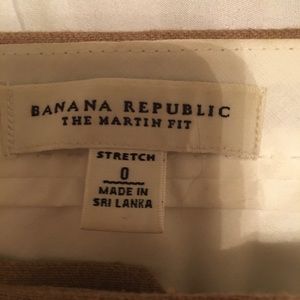 BANANA REPUBLIC
THE MARTIN FIT
STRETCH
0
MADE IN
SRI LANKA